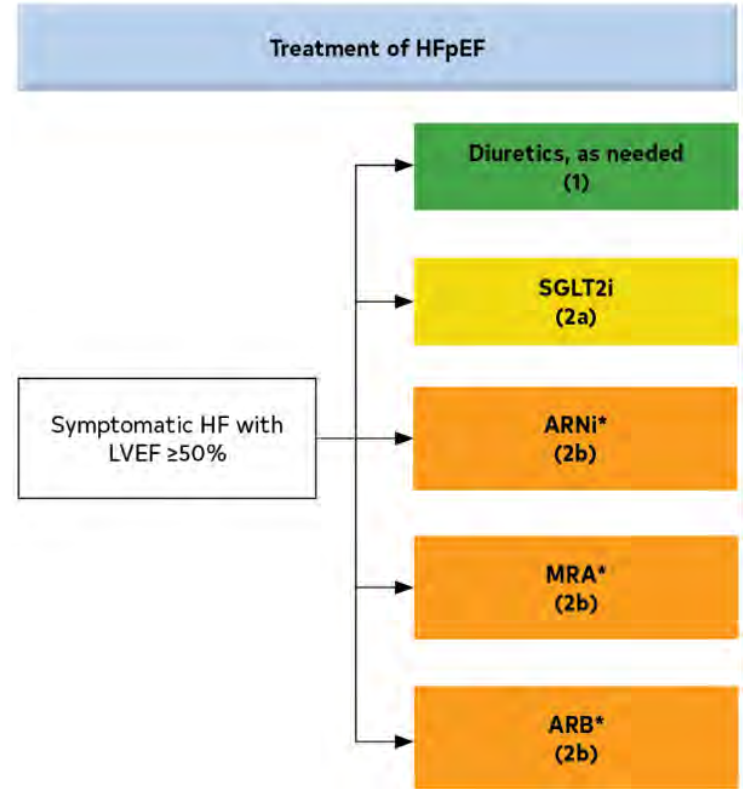 Treatment of HFpEF
Diuretics, as needed
(1)
SGLT2i
(2a)
Symptomatic HF with
LVEF ≥50%
ARNi*
(2b)
MRA*
(2b)
ARB*
(2b)